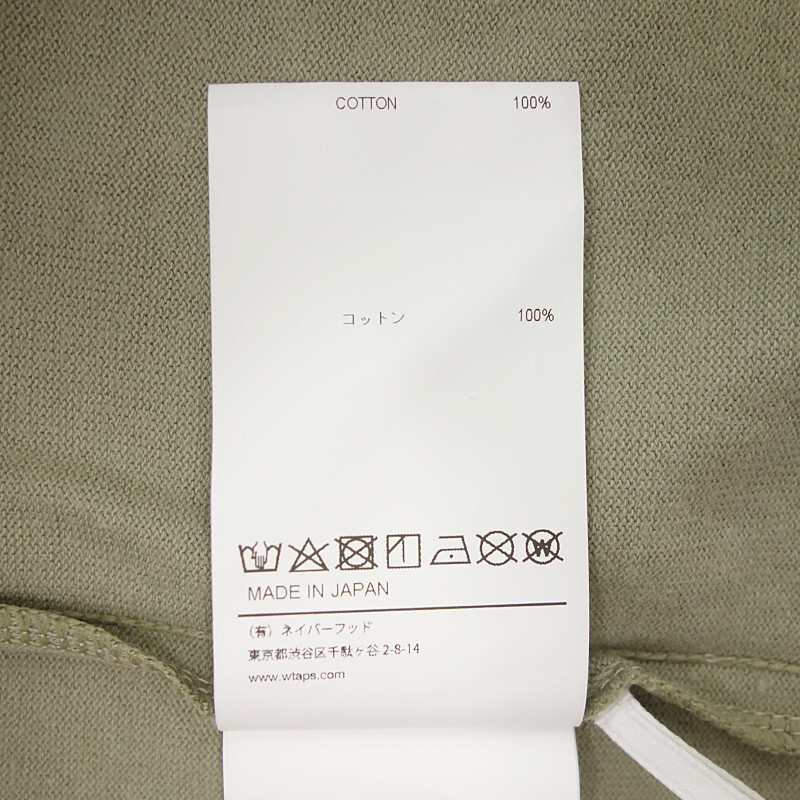 COTTON 100%
コットン 100%
MADE IN JAPAN
(有) ネイバーフッド
東京都渋谷区千駄ヶ谷 2-8-14
www.wtaps.com